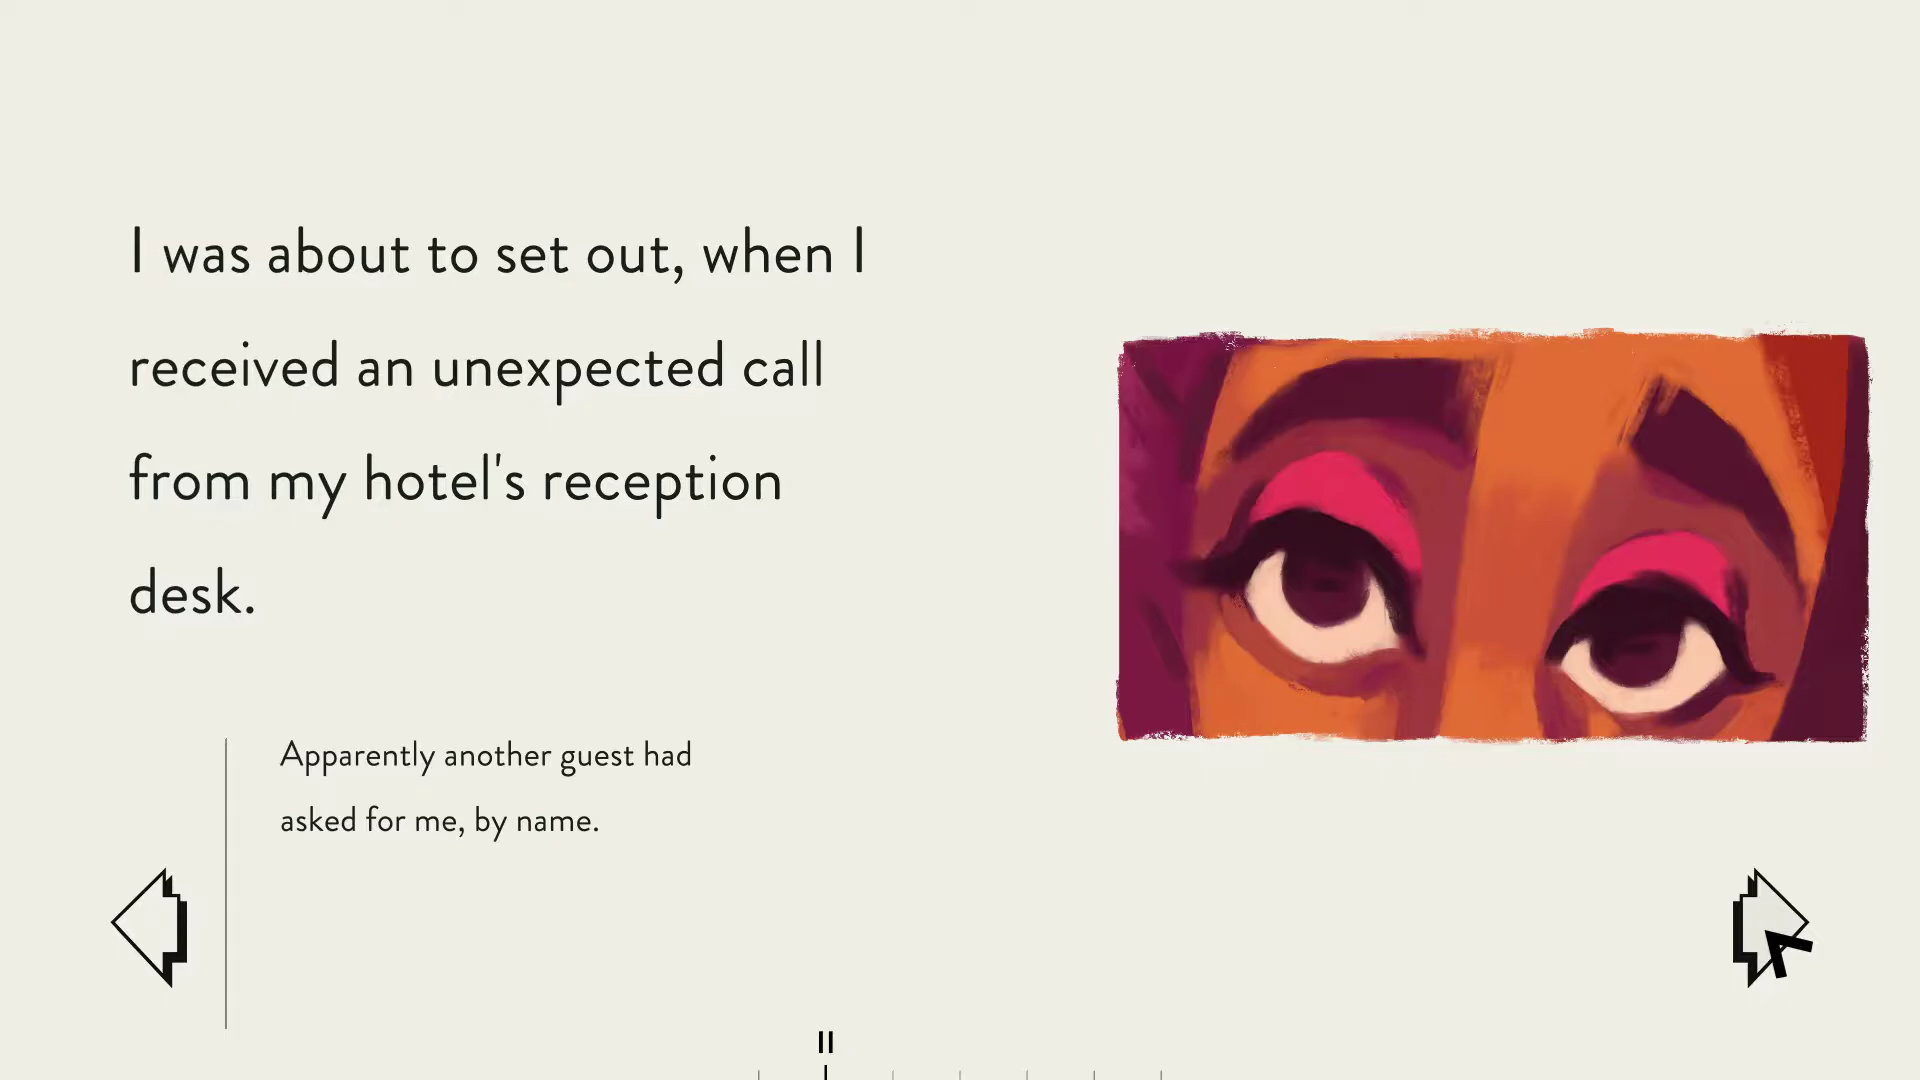 I was about to set out, when I
received an unexpected call
from my hotel's reception
desk.
Apparently another guest had
asked for me, by name.
II